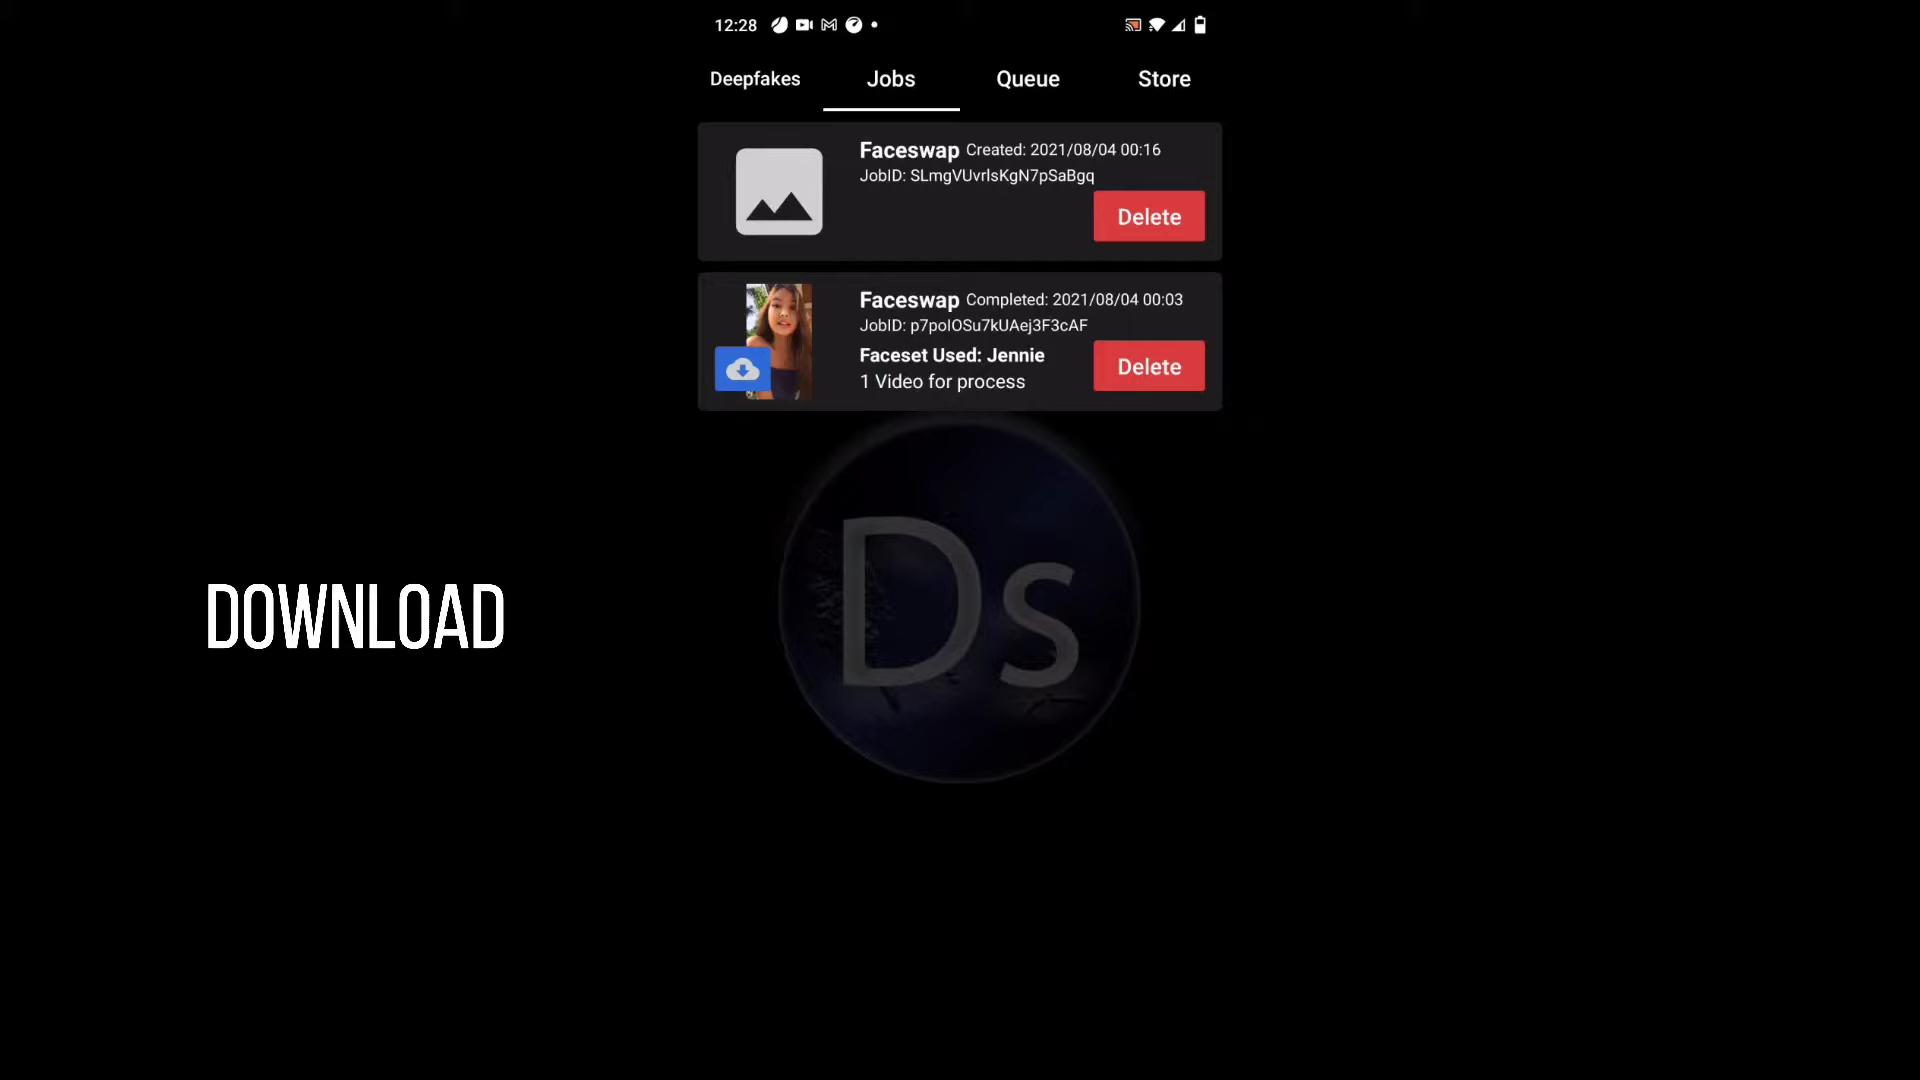 12:28
Deepfakes Jobs Queue Store
Faceswap Created: 2021/08/04 00:16
JobID: SLmgVUvrlsKgN7pSaBgq
Delete
Faceswap Completed: 2021/08/04 00:03
JobID: p7polOSu7kUAej3F3cAF
Faceset Used: Jennie
1 Video for process
Delete
DOWNLOAD
Ds